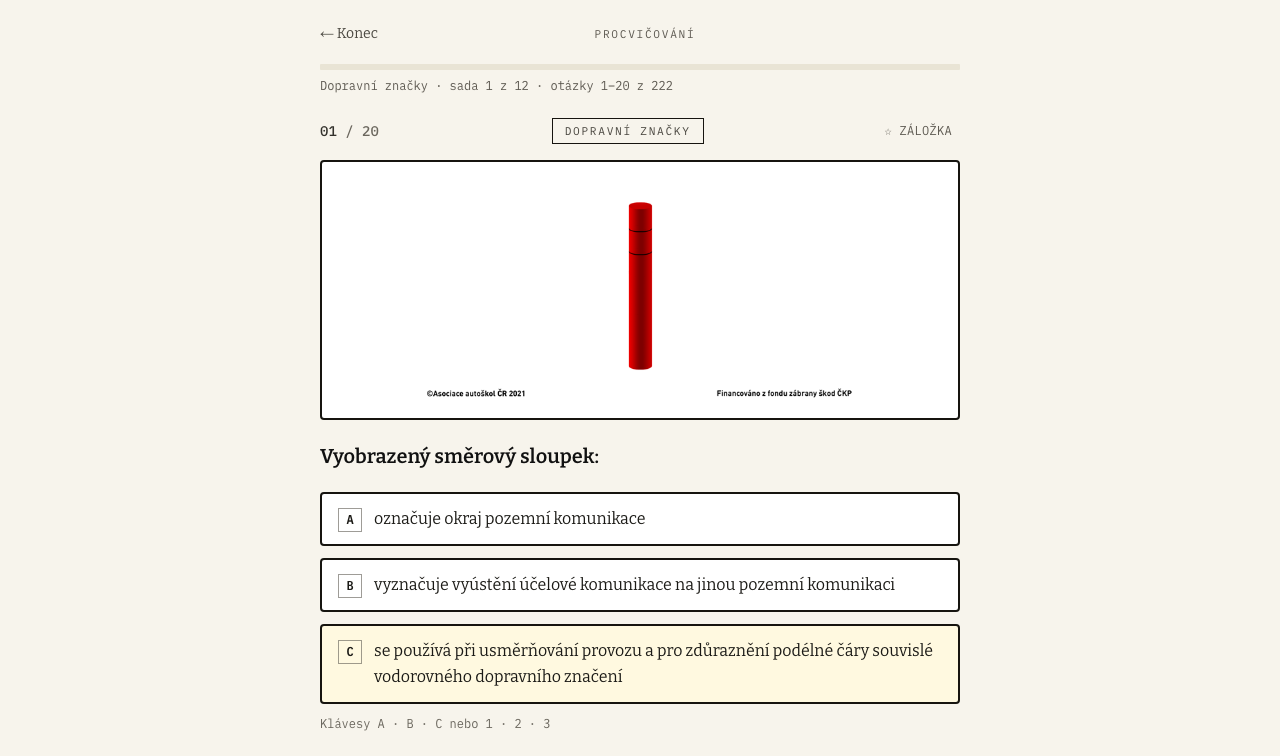 ← Konec
PROCVIČOVÁNÍ
Dopravní značky · sada 1 z 12 · otázky 1–20 z 222
01 / 20
DOPRAVNÍ ZNAČKY
☆ ZÁLOŽKA
©Asociace autoškol ČR 2021
Financováno z fondu zábrany škod ČKP
Vyobrazený směrový sloupek:
A označuje okraj pozemní komunikace
B vyznačuje vyústění účelové komunikace na jinou pozemní komunikaci
C se používá při usměrňování provozu a pro zdůraznění podélné čáry souvislé
vodorovného dopravního značení
Klávesy A · B · C nebo 1 · 2 · 3